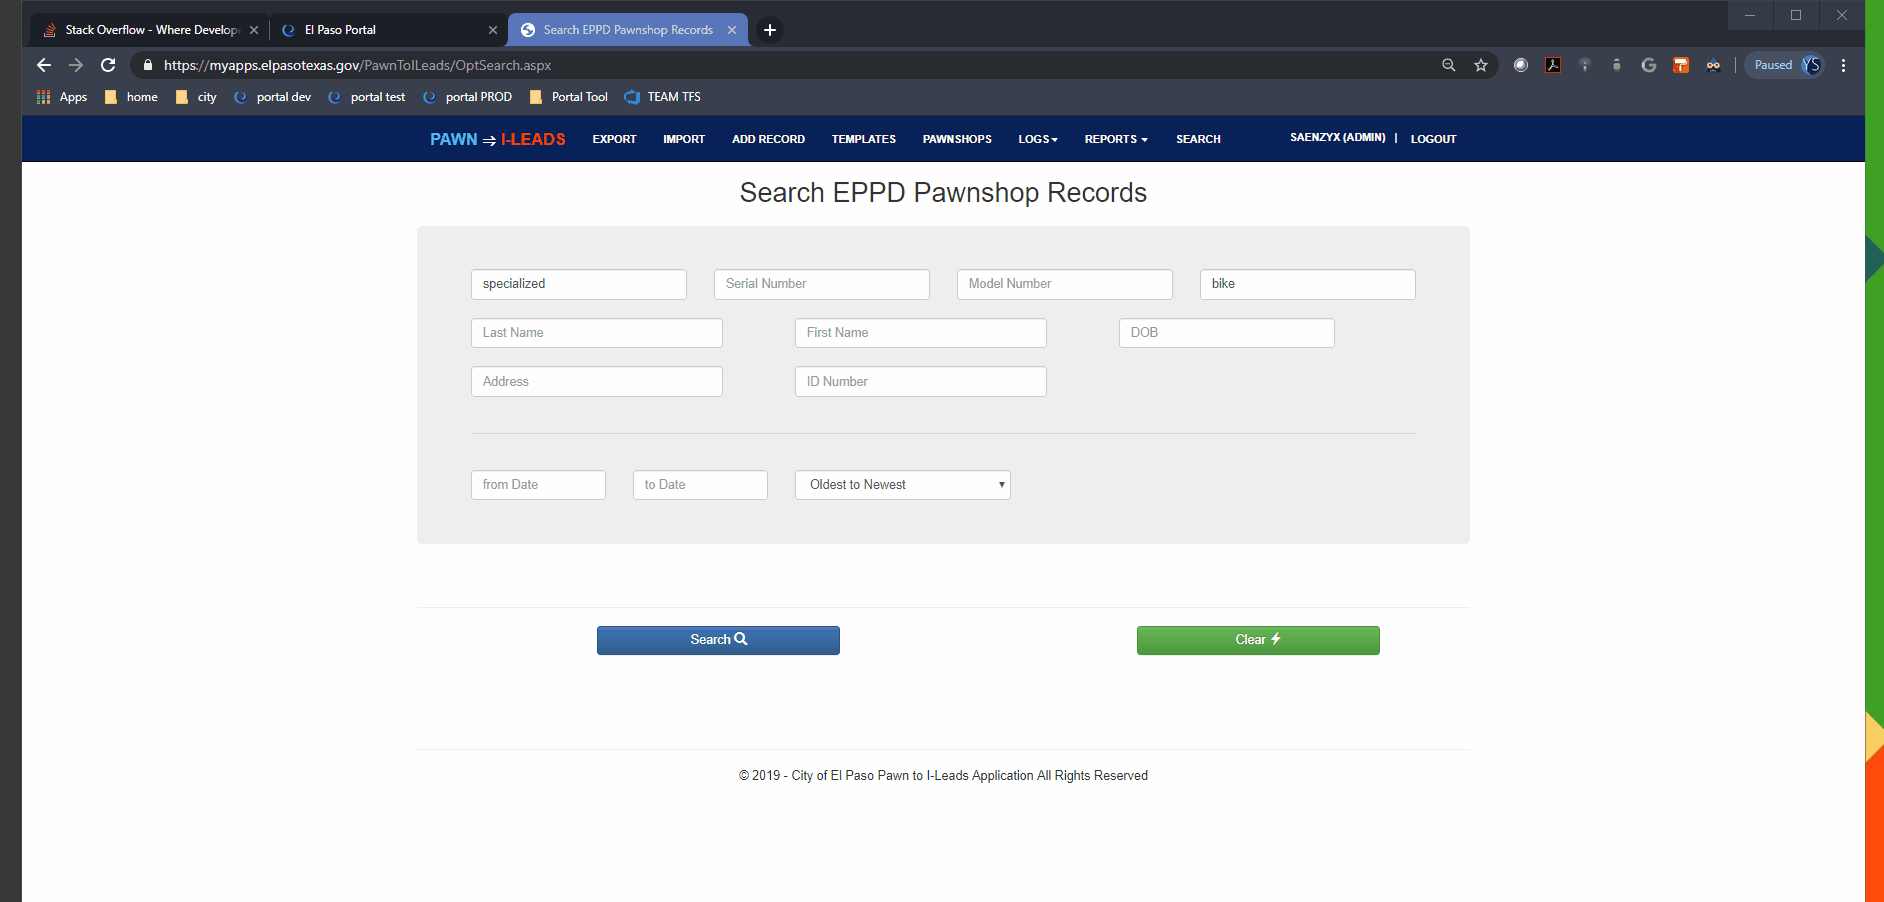 Stack Overflow - Where Develope
El Paso Portal
Search EPPD Pawnshop Records
https://myapps.elpasotexas.gov/PawnToILeads/OptSearch.aspx
Paused YS
Apps home city portal dev portal test portal PROD Portal Tool TEAM TFS
PAWN ⇒ I-LEADS EXPORT IMPORT ADD RECORD TEMPLATES PAWNSHOPS LOGS REPORTS SEARCH SAENZYX (ADMIN) | LOGOUT
Search EPPD Pawnshop Records
specialized Serial Number Model Number bike
Last Name First Name DOB
Address ID Number
from Date to Date Oldest to Newest
Search Clear
© 2019 - City of El Paso Pawn to I-Leads Application All Rights Reserved